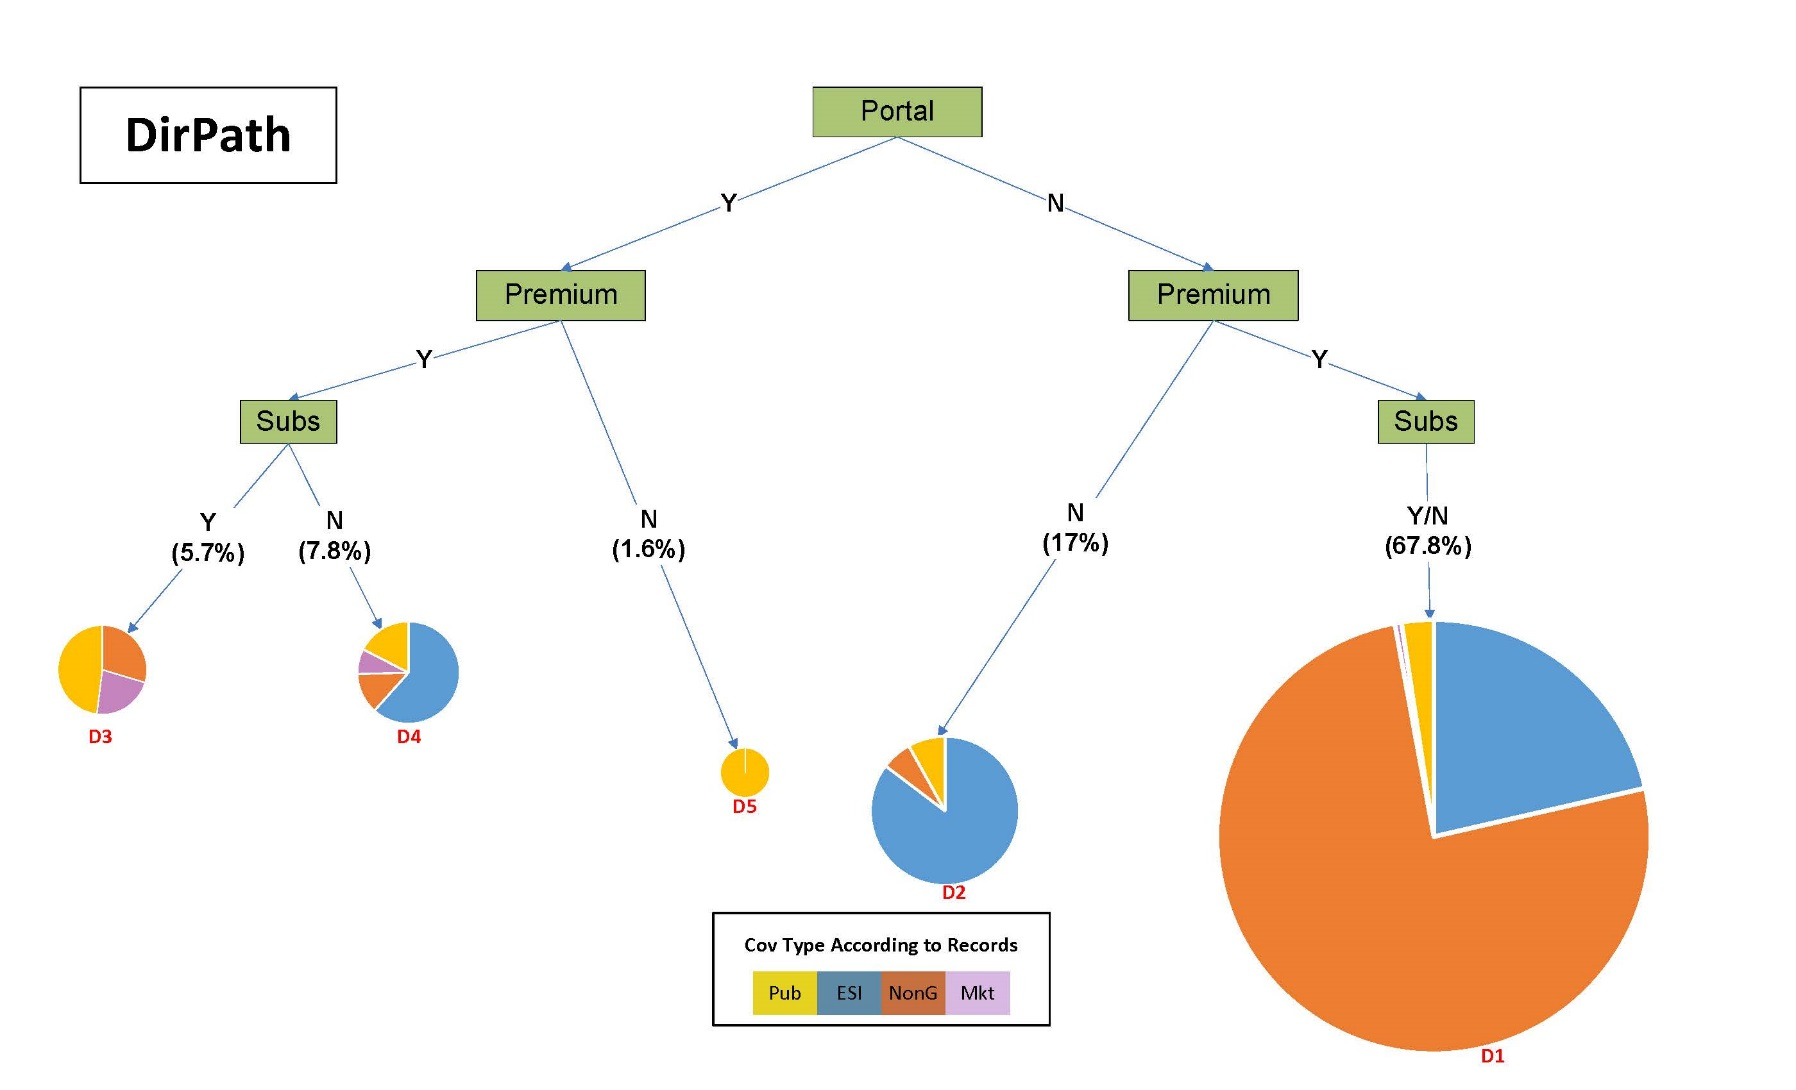 DirPath
Portal
Y
N
Premium
Premium
Y
Y
Subs
Subs
Y
(5.7%)
N
(7.8%)
N
(1.6%)
N
(17%)
Y/N
(67.8%)
D3
D4
D5
D2
D1
Cov Type According to Records
Pub ESI NonG Mkt